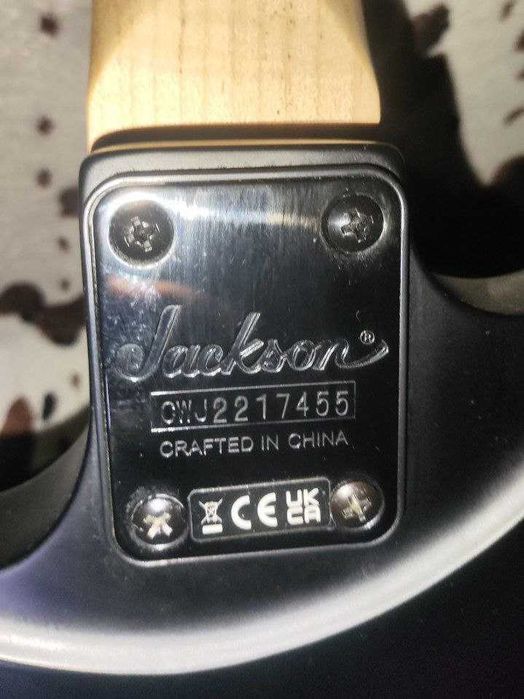 Jackson®
CWJ2217455
CRAFTED IN CHINA
CE UK CA